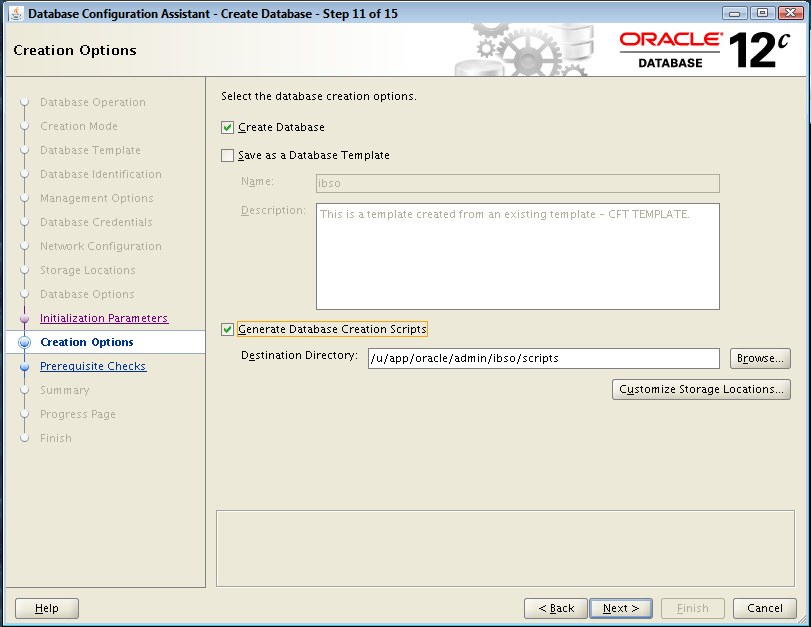 Database Configuration Assistant - Create Database - Step 11 of 15
Creation Options
ORACLE®
DATABASE
12c
Database Operation
Creation Mode
Database Template
Database Identification
Management Options
Database Credentials
Network Configuration
Storage Locations
Database Options
Initialization Parameters
Creation Options
Prerequisite Checks
Summary
Progress Page
Finish
Select the database creation options.
Create Database
Save as a Database Template
Name:
ibso
Description:
This is a template created from an existing template - CFT TEMPLATE.
Generate Database Creation Scripts
Destination Directory:
/u/app/oracle/admin/ibso/scripts
Browse...
Customize Storage Locations...
Help
< Back
Next >
Finish
Cancel